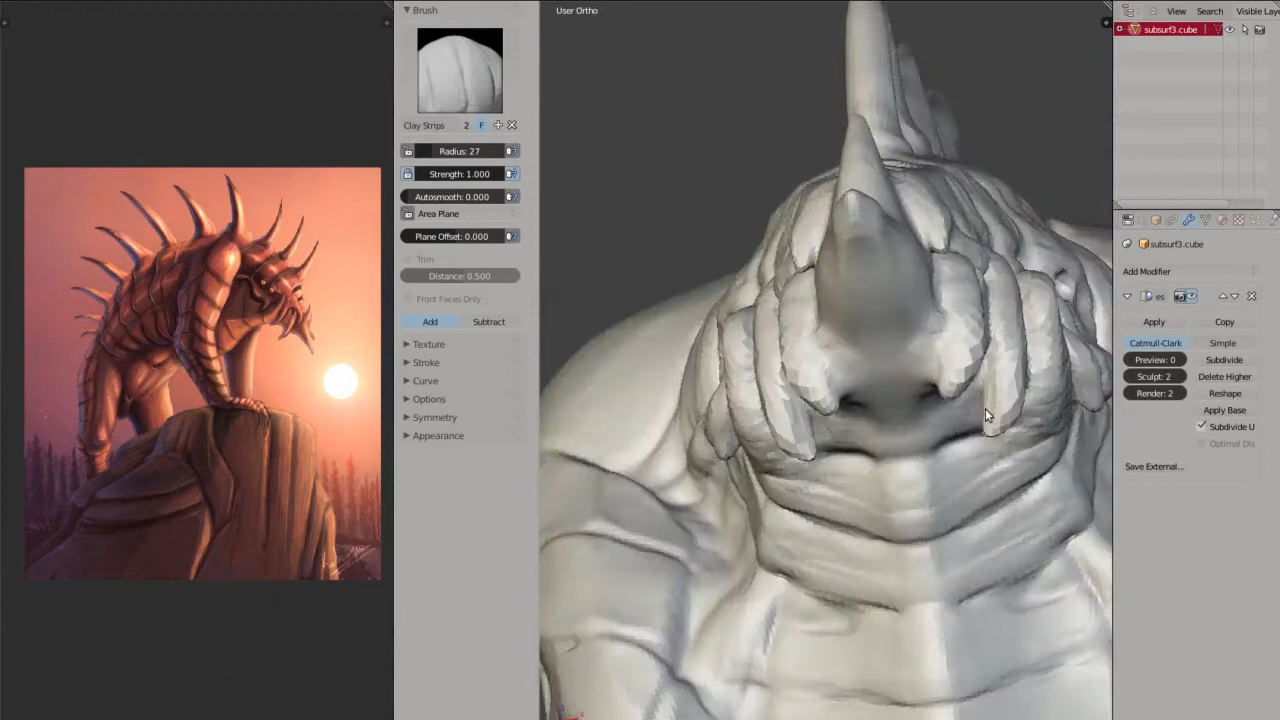 Brush
Clay Strips 2 F
Radius: 27
Strength: 1.000
Autosmooth: 0.000
Area Plane
Plane Offset: 0.000
Trim
Distance: 0.500
Front Faces Only
Add Subtract
Texture
Stroke
Curve
Options
Symmetry
Appearance
User Ortho
View Search Visible Lay
subsurf3.cube
subsurf3.cube
Add Modifier
es
Apply Copy
Catmull-Clark Simple
Preview: 0 Subdivide
Sculpt: 2 Delete Higher
Render: 2 Reshape
Apply Base
Subdivide U
Optimal Dis
Save External...